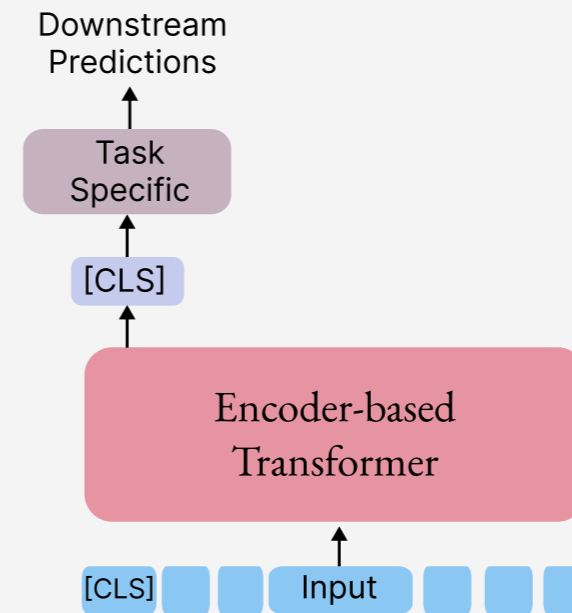 Downstream
Predictions
Task
Specific
[CLS]
Encoder-based
Transformer
[CLS] Input